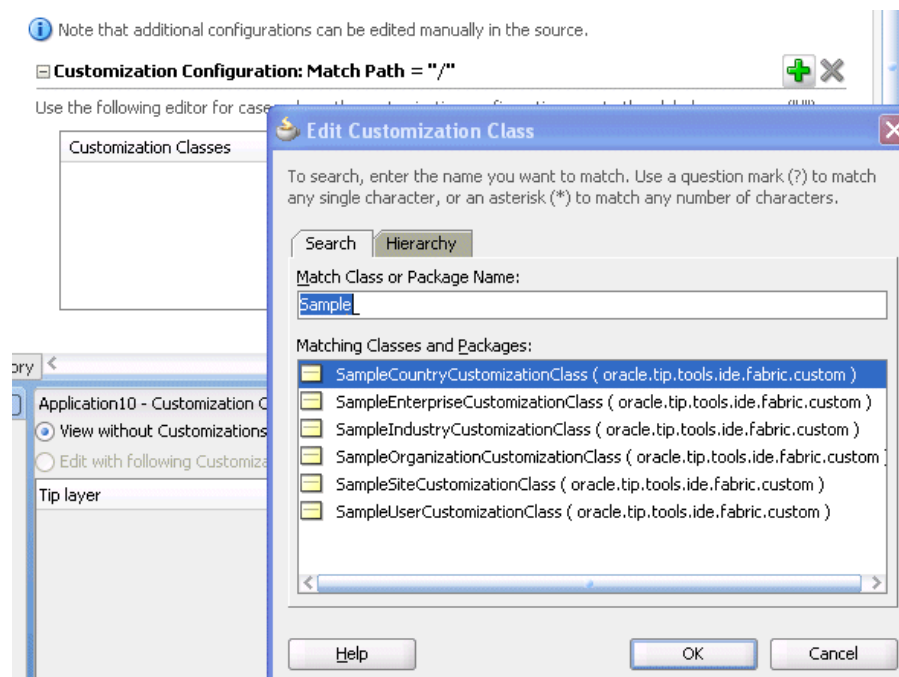 Note that additional configurations can be edited manually in the source.
Customization Configuration: Match Path = "/"
Use the following editor for case
Customization Classes
Edit Customization Class
To search, enter the name you want to match. Use a question mark (?) to match
any single character, or an asterisk (*) to match any number of characters.
Search Hierarchy
Match Class or Package Name:
Sample
Matching Classes and Packages:
SampleCountryCustomizationClass ( oracle.tip.tools.ide.fabric.custom )
SampleEnterpriseCustomizationClass ( oracle.tip.tools.ide.fabric.custom )
SampleIndustryCustomizationClass ( oracle.tip.tools.ide.fabric.custom )
SampleOrganizationCustomizationClass ( oracle.tip.tools.ide.fabric.custom )
SampleSiteCustomizationClass ( oracle.tip.tools.ide.fabric.custom )
SampleUserCustomizationClass ( oracle.tip.tools.ide.fabric.custom )
Help OK Cancel
ory
Application10 - Customization C
View without Customizations
Edit with following Customiza
Tip layer